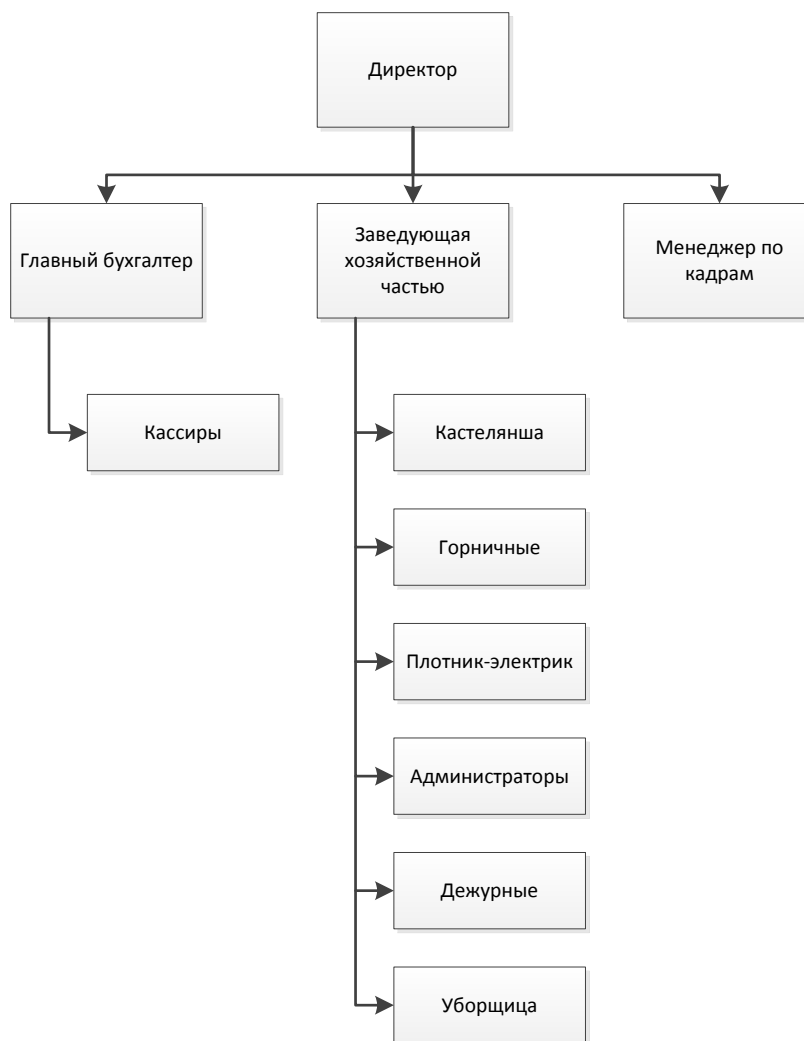 Директор
Главный бухгалтер
Заведующая
хозяйственной
частью
Менеджер по
кадрам
Кассиры
Кастелянша
Горничные
Плотник-электрик
Администраторы
Дежурные
Уборщица